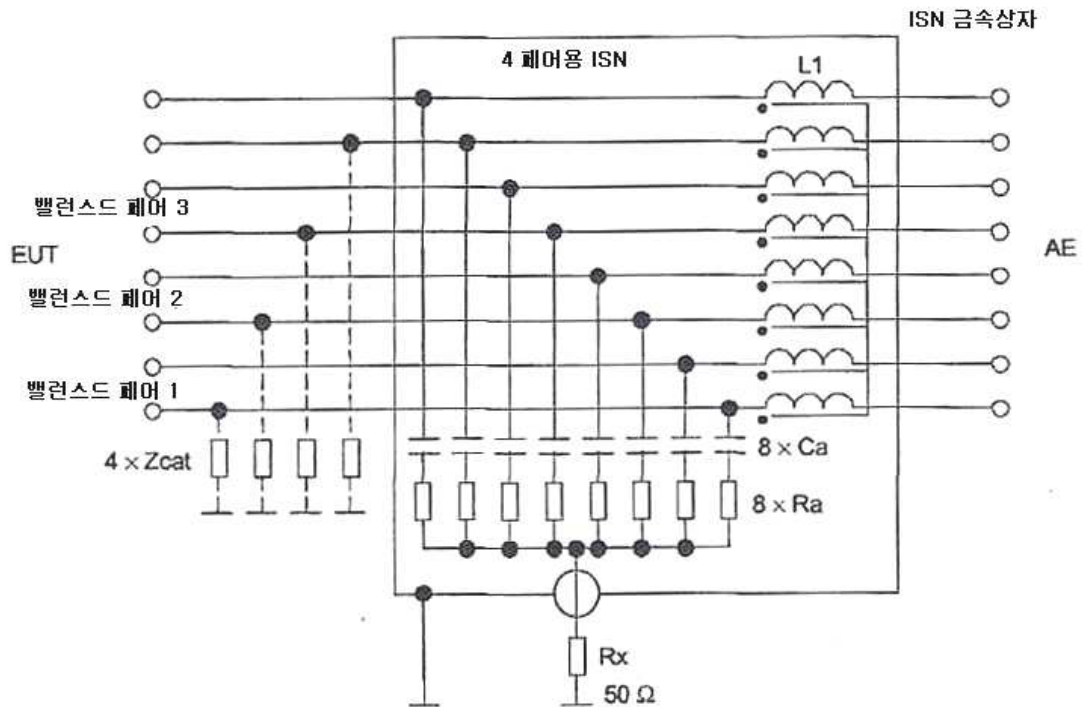 ISN 금속상자
4 페어용 ISN
L1
밸런스드 페어 3
EUT
AE
밸런스드 페어 2
밸런스드 페어 1
4 × Zcat
8 × Ca
8 × Ra
Rx
50 Ω